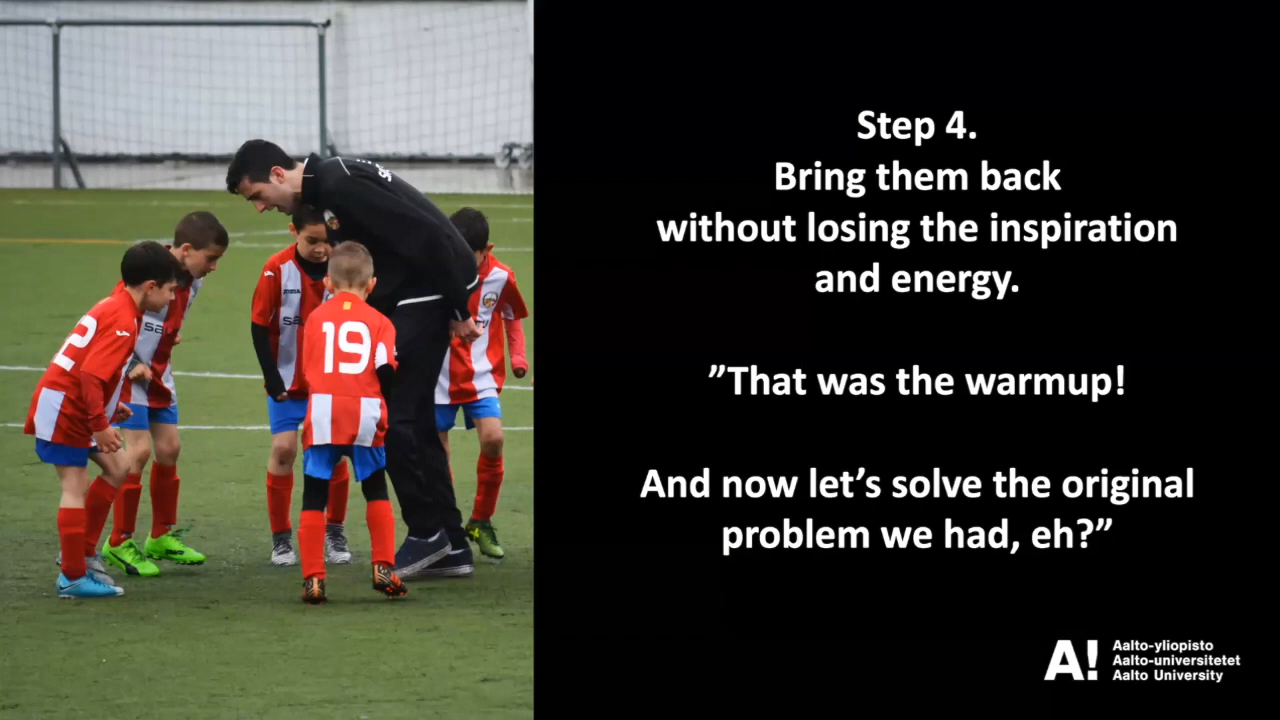 2
19
Step 4.
Bring them back
without losing the inspiration
and energy.
”That was the warmup!
And now let’s solve the original
problem we had, eh?”
A! Aalto-yliopisto
Aalto-universitetet
Aalto University